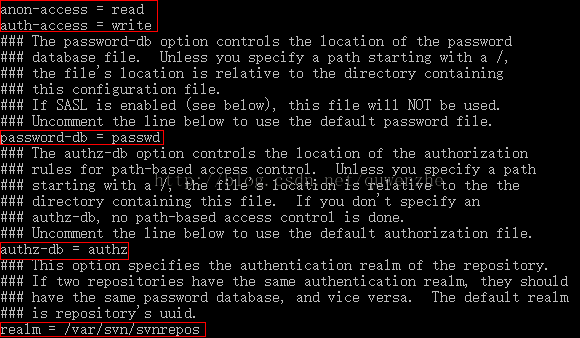 anon-access = read
auth-access = write
### The password-db option controls the location of the password
### database file.  Unless you specify a path starting with a /,
### the file's location is relative to the directory containing
### this configuration file.
### If SASL is enabled (see below), this file will NOT be used.
### Uncomment the line below to use the default password file.
password-db = passwd
### The authz-db option controls the location of the authorization
### rules for path-based access control.  Unless you specify a path
### starting with a /, the file's location is relative to the the
### directory containing this file.  If you don't specify an
### authz-db, no path-based access control is done.
### Uncomment the line below to use the default authorization file.
authz-db = authz
### This option specifies the authentication realm of the repository.
### If two repositories have the same authentication realm, they should
### have the same password database, and vice versa.  The default realm
### is repository's uuid.
realm = /var/svn/svnrepos